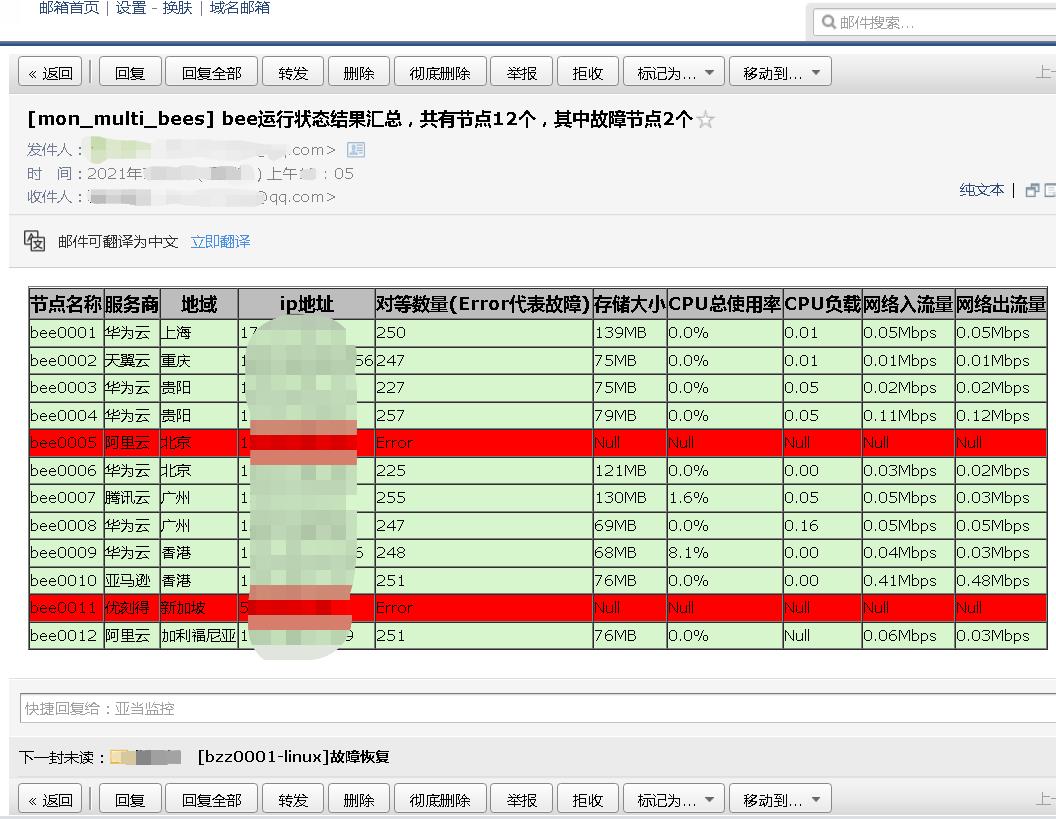 邮箱首页 | 设置 - 换肤 | 域名邮箱
邮件搜索...
« 返回 回复 回复全部 转发 删除 彻底删除 举报 拒收 标记为... 移动到... 上一
[mon_multi_bees] bee运行状态结果汇总，共有节点12个，其中故障节点2个
发件人： .com>
时 间：2021年 ) 上午 : 05
收件人： @qq.com>
纯文本 |
邮件可翻译为中文 立即翻译
节点名称 服务商 地域 ip地址 对等数量(Error代表故障) 存储大小 CPU总使用率 CPU负载 网络入流量 网络出流量
bee0001 华为云 上海 17 250 139MB 0.0% 0.01 0.05Mbps 0.05Mbps
bee0002 天翼云 重庆 1 56 247 75MB 0.0% 0.01 0.01Mbps 0.01Mbps
bee0003 华为云 贵阳 1 227 75MB 0.0% 0.05 0.02Mbps 0.02Mbps
bee0004 华为云 贵阳 1 257 79MB 0.0% 0.05 0.11Mbps 0.12Mbps
bee0005 阿里云 北京 1 Error Null Null Null Null Null
bee0006 华为云 北京 1 225 121MB 0.0% 0.00 0.03Mbps 0.02Mbps
bee0007 腾讯云 广州 1 255 130MB 1.6% 0.05 0.05Mbps 0.03Mbps
bee0008 华为云 广州 1 247 69MB 0.0% 0.16 0.05Mbps 0.05Mbps
bee0009 华为云 香港 1 6 248 68MB 8.1% 0.00 0.04Mbps 0.03Mbps
bee0010 亚马逊 香港 1 251 76MB 0.0% 0.00 0.41Mbps 0.48Mbps
bee0011 优刻得 新加坡 5 Error Null Null Null Null Null
bee0012 阿里云 加利福尼亚 1 9 251 76MB 0.0% Null 0.06Mbps 0.03Mbps
快捷回复给：亚当监控
下一封未读： [bzz0001-linux]故障恢复
« 返回 回复 回复全部 转发 删除 彻底删除 举报 拒收 标记为... 移动到... 上一